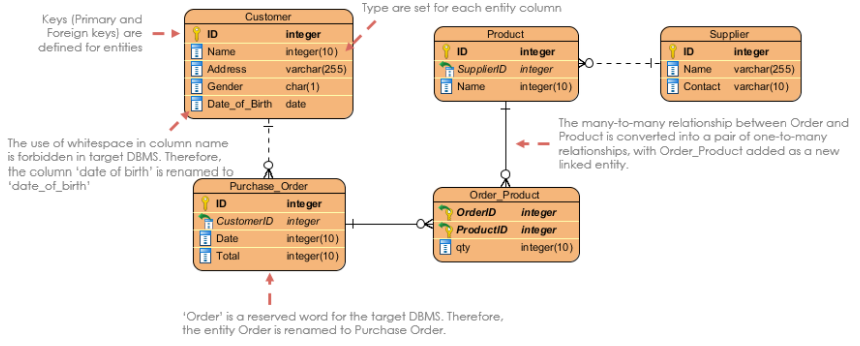 Keys (Primary and
Foreign keys) are
defined for entities
Customer
ID integer
Name integer(10)
Address varchar(255)
Gender char(1)
Date_of_Birth date
Type are set for each entity column
Product
ID integer
SupplierID integer
Name integer(10)
Supplier
ID integer
Name varchar(255)
Contact varchar(10)
The use of whitespace in column name
is forbidden in target DBMS. Therefore,
the column 'date of birth' is renamed to
'date_of_birth'
The many-to-many relationship between Order and
Product is converted into a pair of one-to-many
relationships, with Order_Product added as a new
linked entity.
Purchase_Order
ID integer
CustomerID integer
Date integer(10)
Total integer(10)
Order_Product
OrderID integer
ProductID integer
qty integer(10)
'Order' is a reserved word for the target DBMS. Therefore,
the entity Order is renamed to Purchase Order.